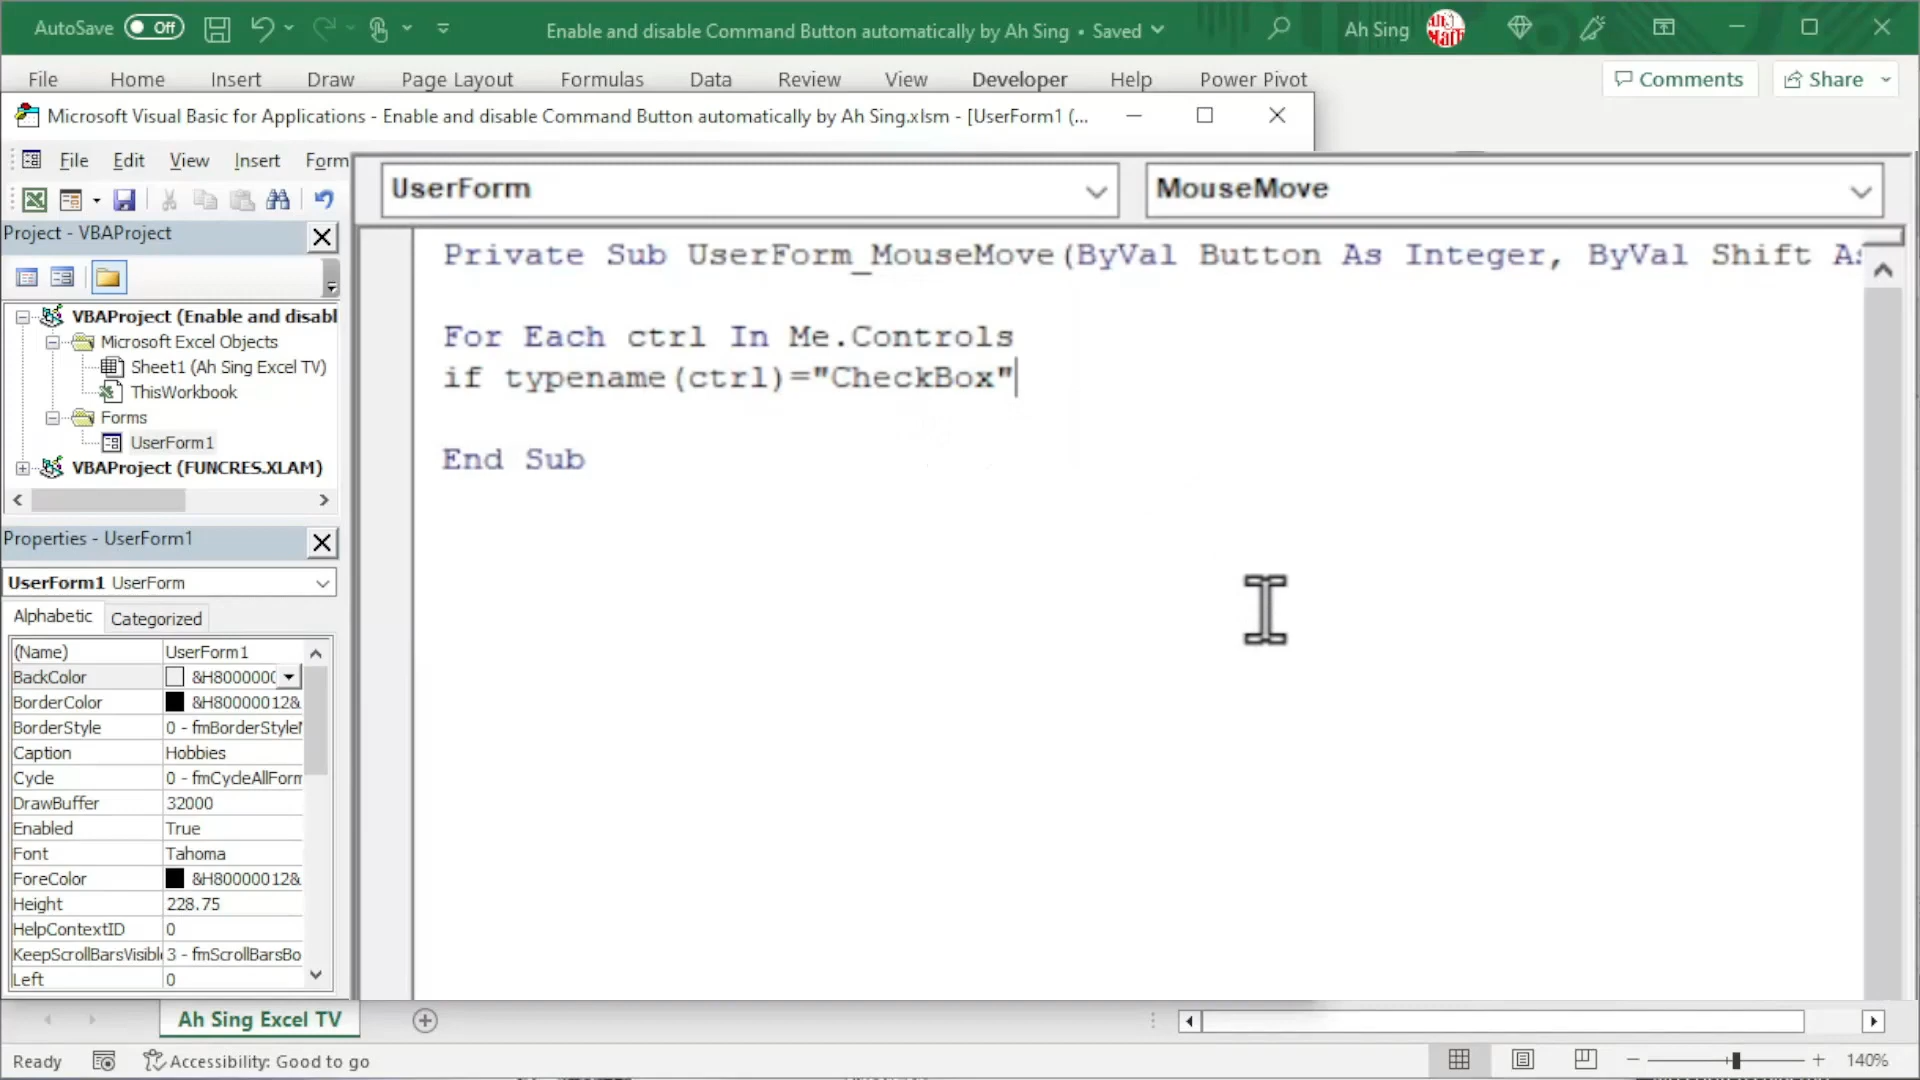 AutoSave Off
Enable and disable Command Button automatically by Ah Sing • Saved
Ah Sing
File Home Insert Draw Page Layout Formulas Data Review View Developer Help Power Pivot
Comments Share
Microsoft Visual Basic for Applications - Enable and disable Command Button automatically by Ah Sing.xlsm - [UserForm1 (...
File Edit View Insert Form
UserForm
MouseMove
Project - VBAProject
Private Sub UserForm_MouseMove(ByVal Button As Integer, ByVal Shift As
For Each ctrl In Me.Controls
if typename(ctrl)="CheckBox"
End Sub
VBAProject (Enable and disabl
Microsoft Excel Objects
Sheet1 (Ah Sing Excel TV)
ThisWorkbook
Forms
UserForm1
VBAProject (FUNCRES.XLAM)
Properties - UserForm1
UserForm1 UserForm
Alphabetic Categorized
(Name) UserForm1
BackColor &H8000000
BorderColor &H80000012&
BorderStyle 0 - fmBorderStyle
Caption Hobbies
Cycle 0 - fmCycleAllForm
DrawBuffer 32000
Enabled True
Font Tahoma
ForeColor &H80000012&
Height 228.75
HelpContextID 0
KeepScrollBarsVisibl 3 - fmScrollBarsBo
Left 0
Ah Sing Excel TV
Ready Accessibility: Good to go
140%